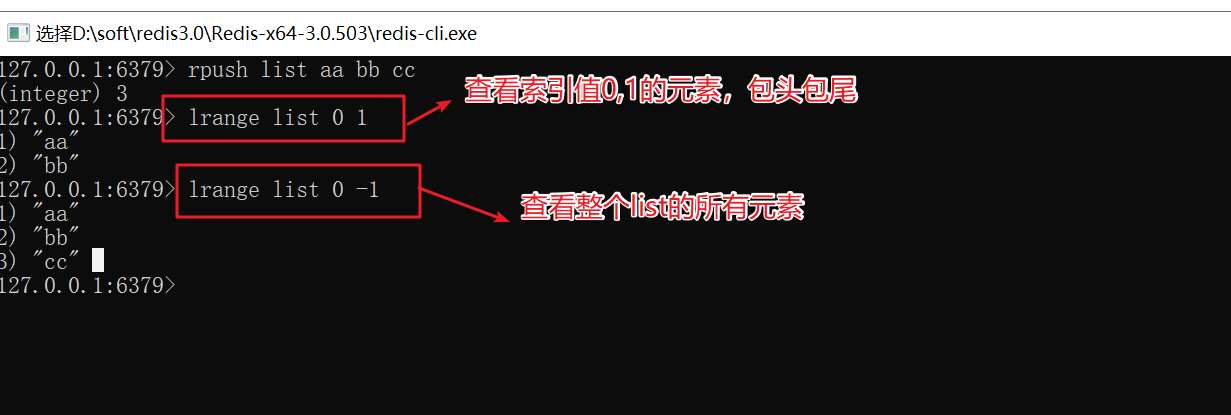 选择D:\soft\redis3.0\Redis-x64-3.0.503\redis-cli.exe
127.0.0.1:6379> rpush list aa bb cc
(integer) 3
查看索引值0,1的元素，包头包尾
127.0.0.1:6379> lrange list 0 1
1) "aa"
2) "bb"
127.0.0.1:6379> lrange list 0 -1
查看整个list的所有元素
1) "aa"
2) "bb"
3) "cc"
127.0.0.1:6379>